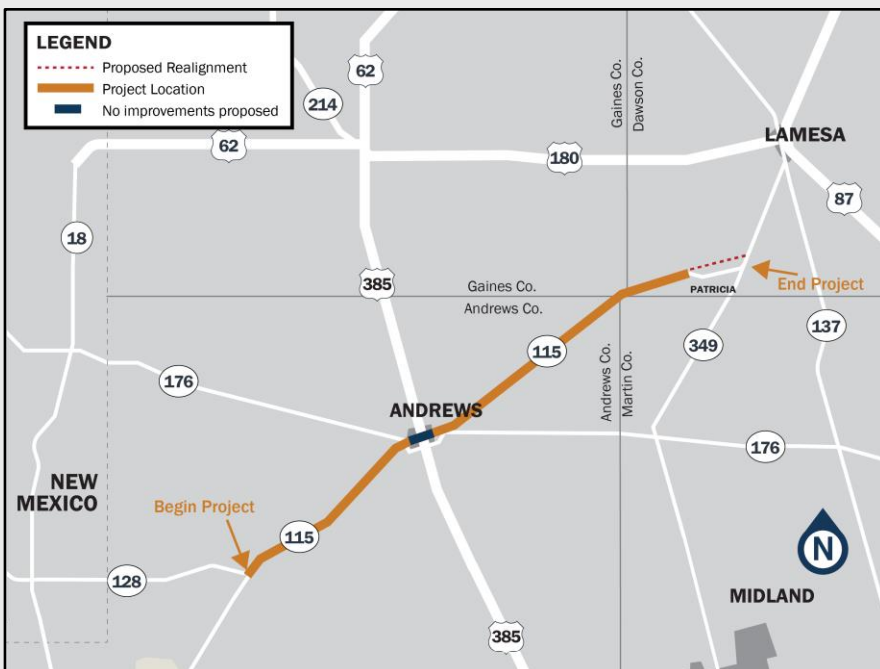 LEGEND
Proposed Realignment
Project Location
No improvements proposed
62
214
62
180
Gaines Co.
Dawson Co.
LAMESA
87
18
385
Gaines Co.
Andrews Co.
PATRICIA
End Project
115
349
137
Andrews Co.
Martin Co.
176
ANDREWS
176
NEW
MEXICO
Begin Project
115
128
N
MIDLAND
385